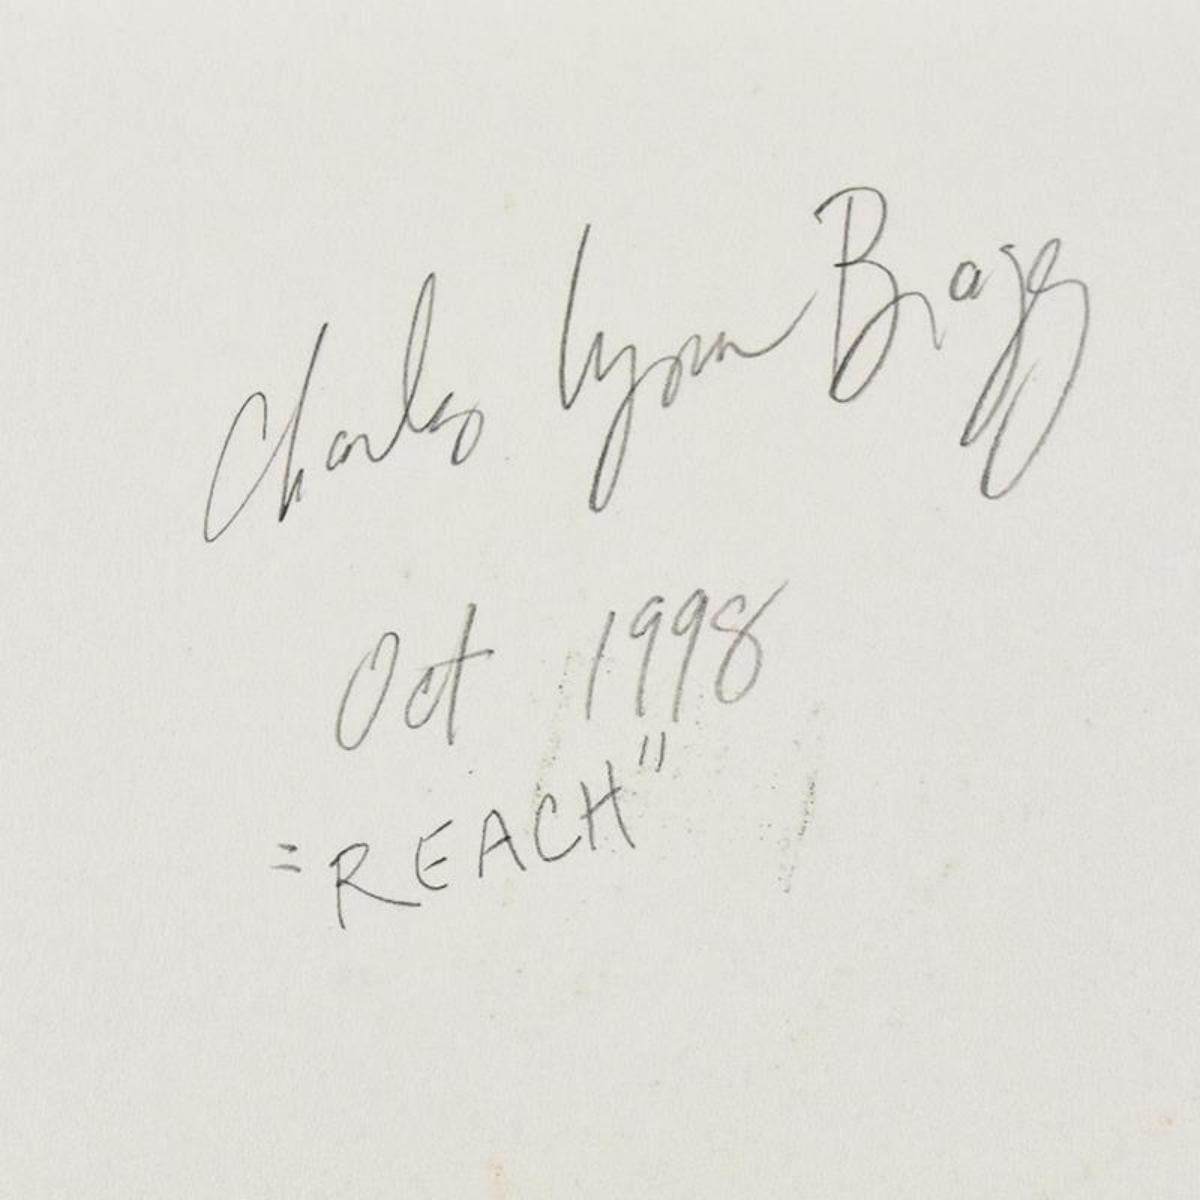 Charles Lynn Bragg
Oct 1998
"REACH"